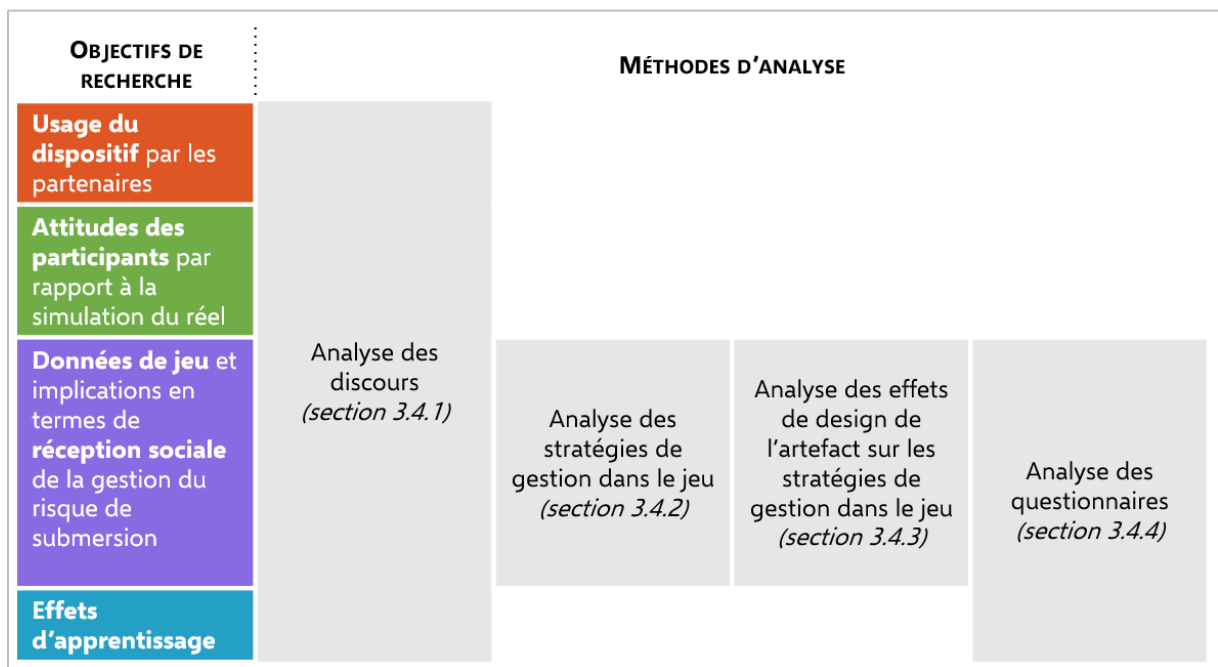 OBJECTIFS DE
RECHERCHE
MÉTHODES D'ANALYSE
Usage du
dispositif par les
partenaires
Attitudes des
participants par
rapport à la
simulation du réel
Données de jeu et
implications en
termes de
réception sociale
de la gestion du
risque de
submersion
Effets
d'apprentissage
Analyse des
discours
(section 3.4.1)
Analyse des
stratégies de
gestion dans le jeu
(section 3.4.2)
Analyse des effets
de design de
l'artefact sur les
stratégies de
gestion dans le jeu
(section 3.4.3)
Analyse des
questionnaires
(section 3.4.4)